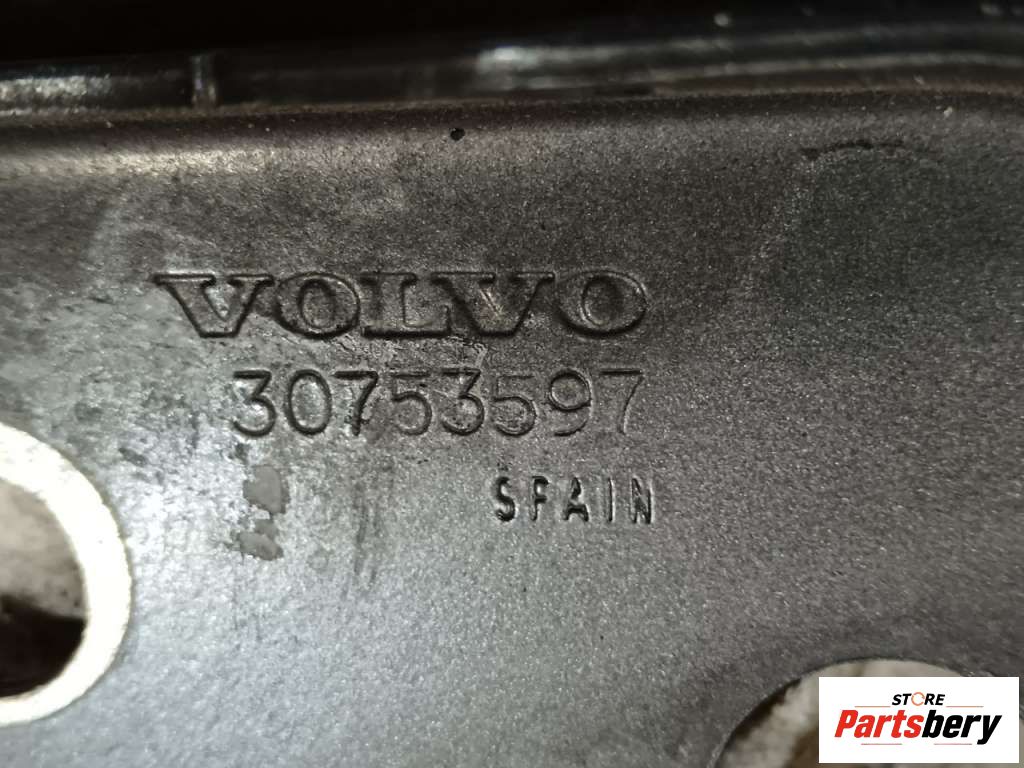 VOLVO
30753597
SPAIN
STORE
Partsbery